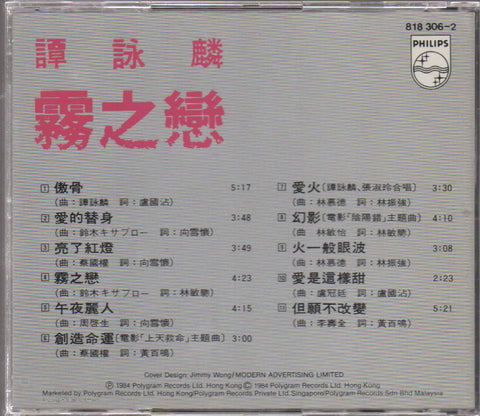 818 306-2
PHILIPS
譚詠麟
霧之戀
1 傲骨 5:17
(曲：譚詠麟 詞：盧國沾)
2 愛的替身 3:48
(曲：鈴木キサブロー 詞：向雪懷)
3 亮了紅燈 3:49
(曲：蔡國權 詞：向雪懷)
4 霧之戀 4:23
(曲：鈴木キサブロー 詞：林敏驄)
5 午夜麗人 4:15
(曲：周啓生 詞：向雪懷)
6 創造命運〔電影「上天救命」主題曲〕 3:00
(曲：蔡國權 詞：黃百鳴)
7 愛火〔譚詠麟、張淑玲合唱〕 3:30
(曲：林慕德 詞：林振強)
8 幻影〔電影「陰陽錯」主題曲〕 4:10
(曲：林敏怡 詞：林敏驄)
9 火一般眼波 3:08
(曲：林慕德 詞：林振強)
10 愛是這樣甜 2:23
(曲：盧冠廷 詞：盧國沾)
11 但願不改變 5:21
(曲：李壽全 詞：黃百鳴)
Cover Design: Jimmy Wong/MODERN ADVERTISING LIMITED
Ⓟ 1984 Polygram Records Ltd. Hong Kong © 1984 Polygram Records Ltd. Hong Kong
Marketed by Polygram Records Ltd. Hong Kong/Polygram Records Private Ltd. Singapore/Polygram Records Sdn Bhd Malaysia